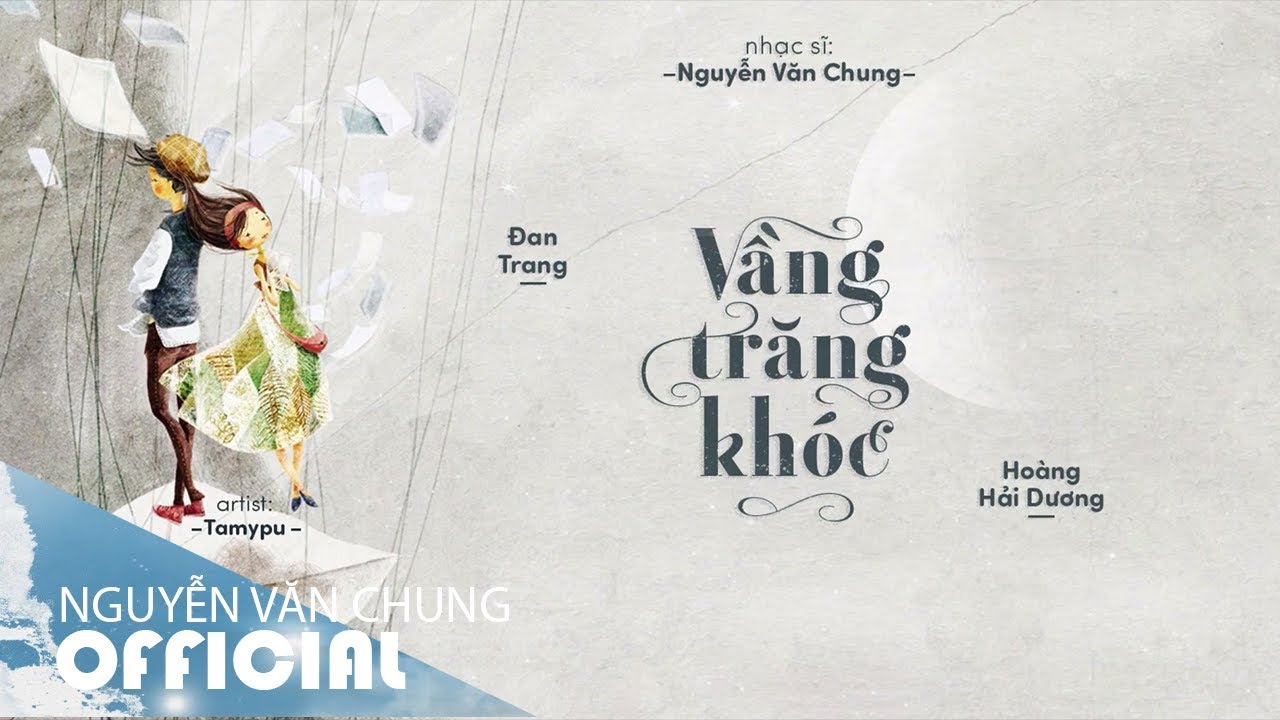 nhạc sĩ:
–Nguyễn Văn Chung–
Đan
Trang
Vầng
trăng
khóc
Hoàng
Hải Dương
artist:
–Tamypu–
NGUYỄN VĂN CHUNG
OFFICIAL